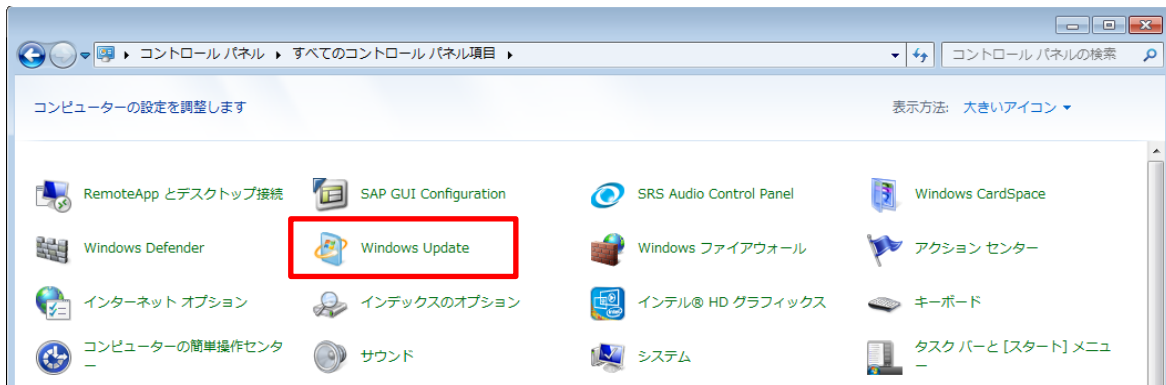 コントロール パネル ▸ すべてのコントロール パネル項目 ▸
コントロール パネルの検索
コンピューターの設定を調整します
表示方法: 大きいアイコン
RemoteApp とデスクトップ接続
SAP GUI Configuration
SRS Audio Control Panel
Windows CardSpace
Windows Defender
Windows Update
Windows ファイアウォール
アクション センター
インターネット オプション
インデックスのオプション
インテル® HD グラフィックス
キーボード
コンピューターの簡単操作センタ
ー
サウンド
システム
タスク バーと [スタート] メニュ
ー